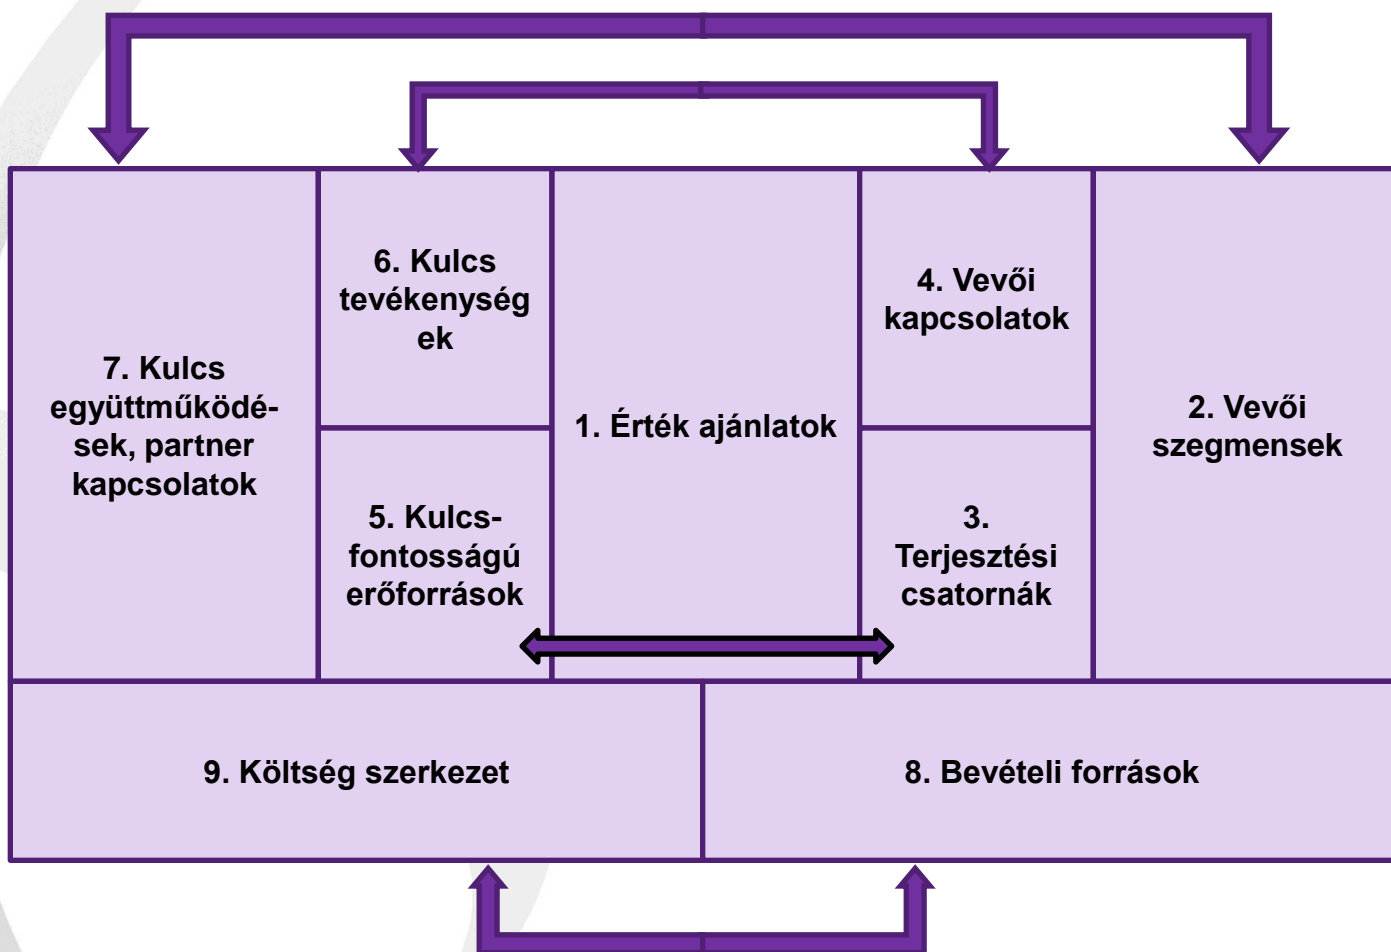 7. Kulcs
együttműködé-
sek, partner
kapcsolatok
6. Kulcs
tevékenység
ek
5. Kulcs-
fontosságú
erőforrások
1. Érték ajánlatok
4. Vevői
kapcsolatok
3.
Terjesztési
csatornák
2. Vevői
szegmensek
9. Költség szerkezet
8. Bevételi források